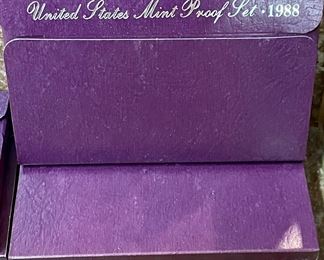 United States Mint Proof Set · 1988